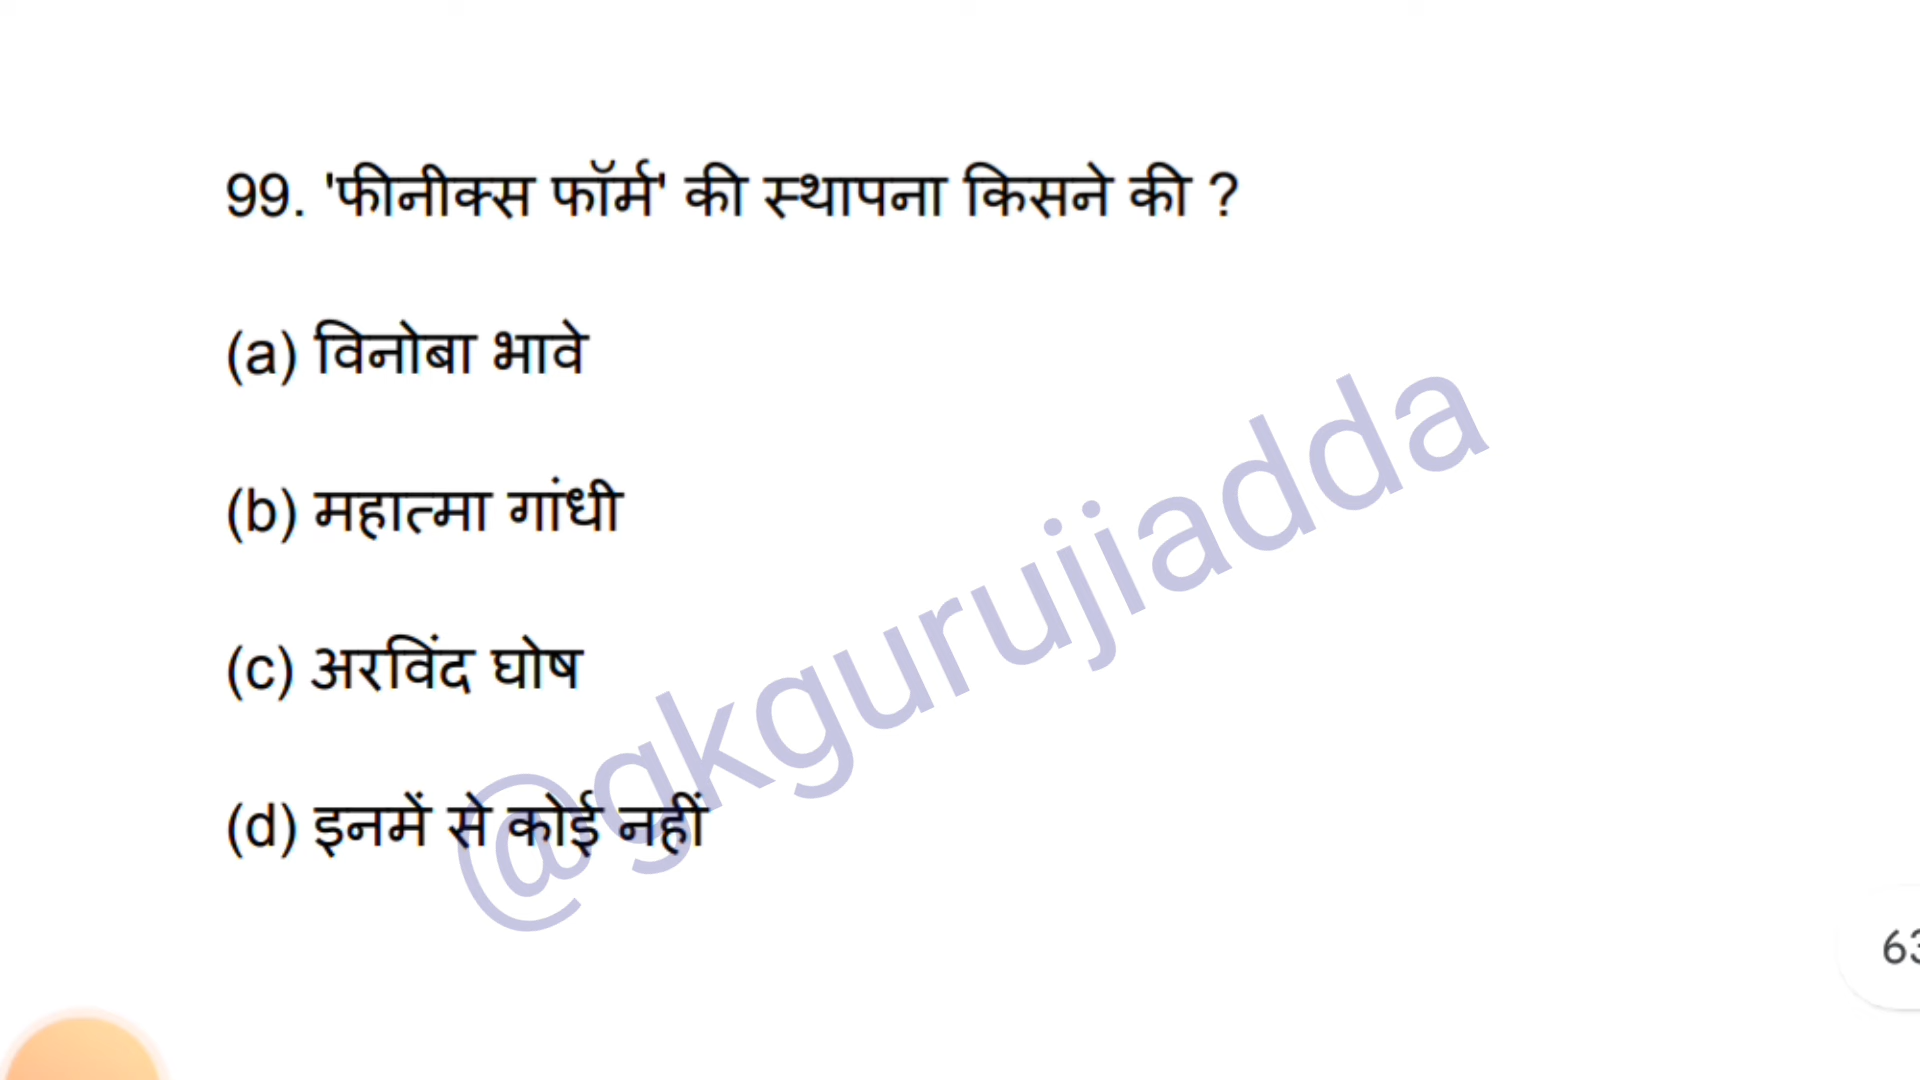 99. 'फीनीक्स फॉर्म' की स्थापना किसने की ?
(a) विनोबा भावे
(b) महात्मा गांधी
(c) अरविंद घोष
(d) इनमें से कोई नहीं
@gkgurujiadda